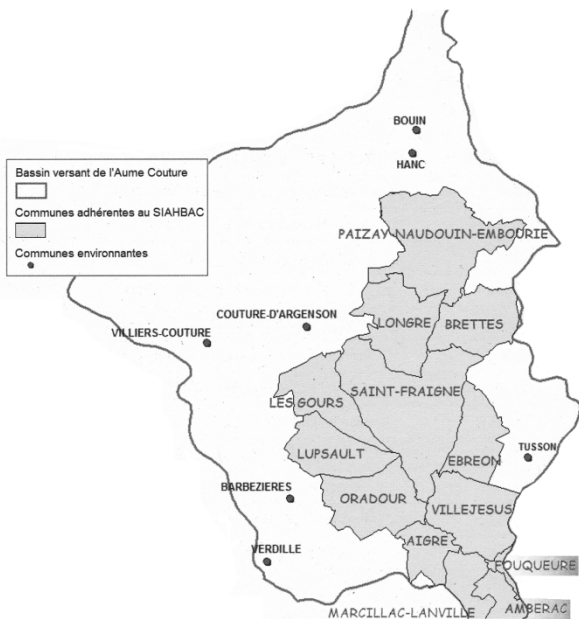 BOUIN
HANC
Bassin versant de l'Aume Couture
Communes adhérentes au SIAHBAC
Communes environnantes
PAIZAY-NAUDOUIN-EMBOURIE
COUTURE-D'ARGENSON
VILLIERS-COUTURE
LONGRE
BRETTES
SAINT-FRAIGNE
LES GOURS
LUPSAULT
EBREON
TUSSON
BARBEZIERES
ORADOUR
VILLEJESUS
AIGRE
VERDILLE
FOUQUEURE
MARCILLAC-LANVILLE
AMBERAC